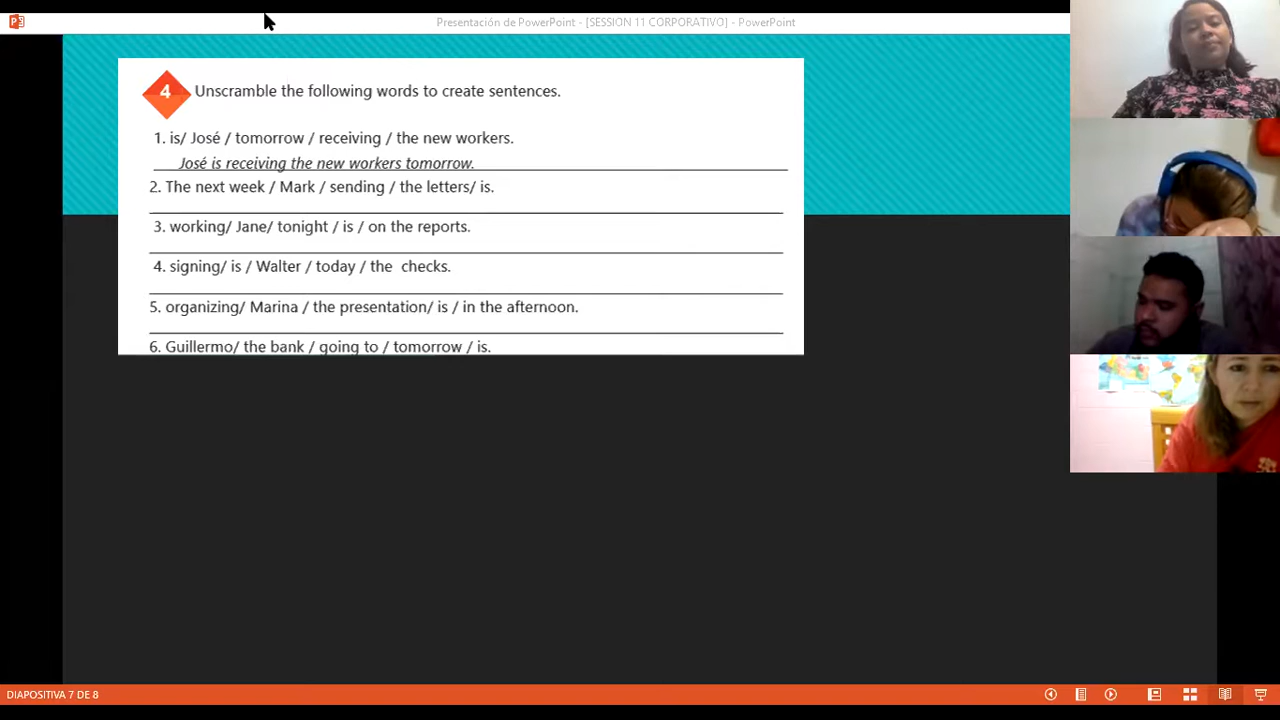 Presentación de PowerPoint - [SESSION 11 CORPORATIVO] - PowerPoint
4 Unscramble the following words to create sentences.
1. is/ José / tomorrow / receiving / the new workers.
José is receiving the new workers tomorrow.
2. The next week / Mark / sending / the letters/ is.
3. working/ Jane/ tonight / is / on the reports.
4. signing/ is / Walter / today / the checks.
5. organizing/ Marina / the presentation/ is / in the afternoon.
6. Guillermo/ the bank / going to / tomorrow / is.
DIAPOSITIVA 7 DE 8